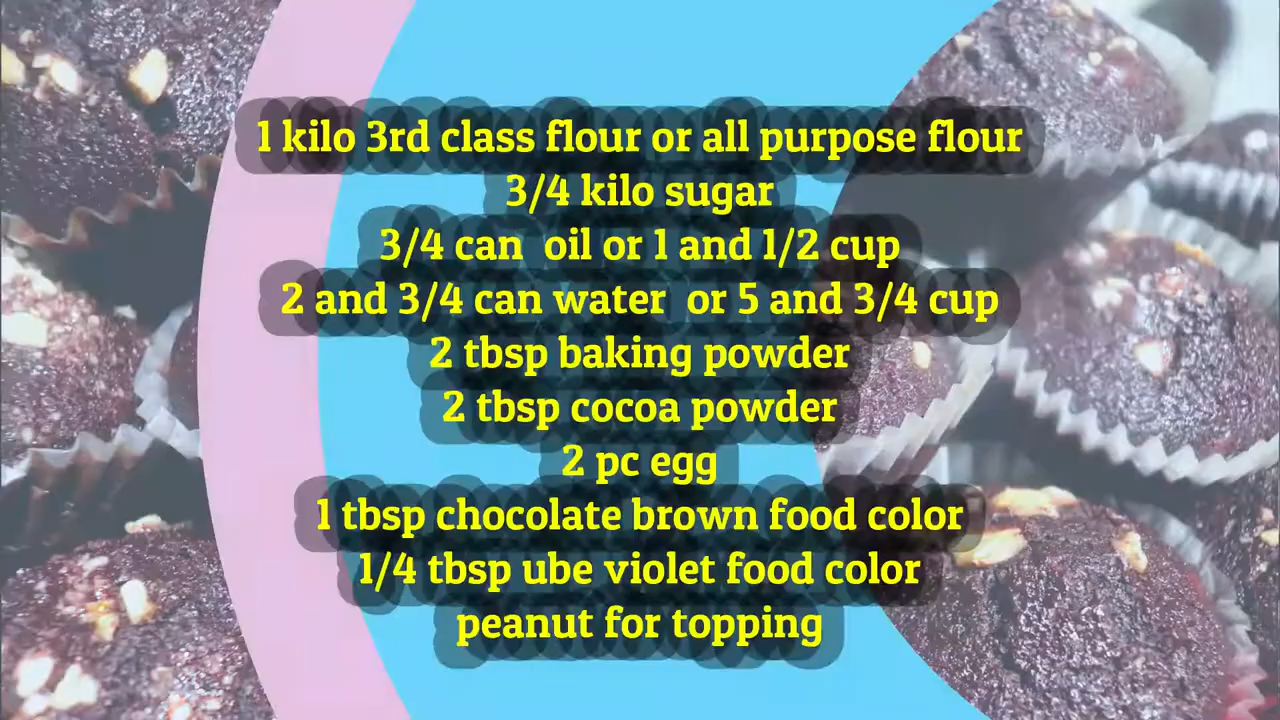 1 kilo 3rd class flour or all purpose flour
3/4 kilo sugar
3/4 can oil or 1 and 1/2 cup
2 and 3/4 can water or 5 and 3/4 cup
2 tbsp baking powder
2 tbsp cocoa powder
2 pc egg
1 tbsp chocolate brown food color
1/4 tbsp ube violet food color
peanut for topping